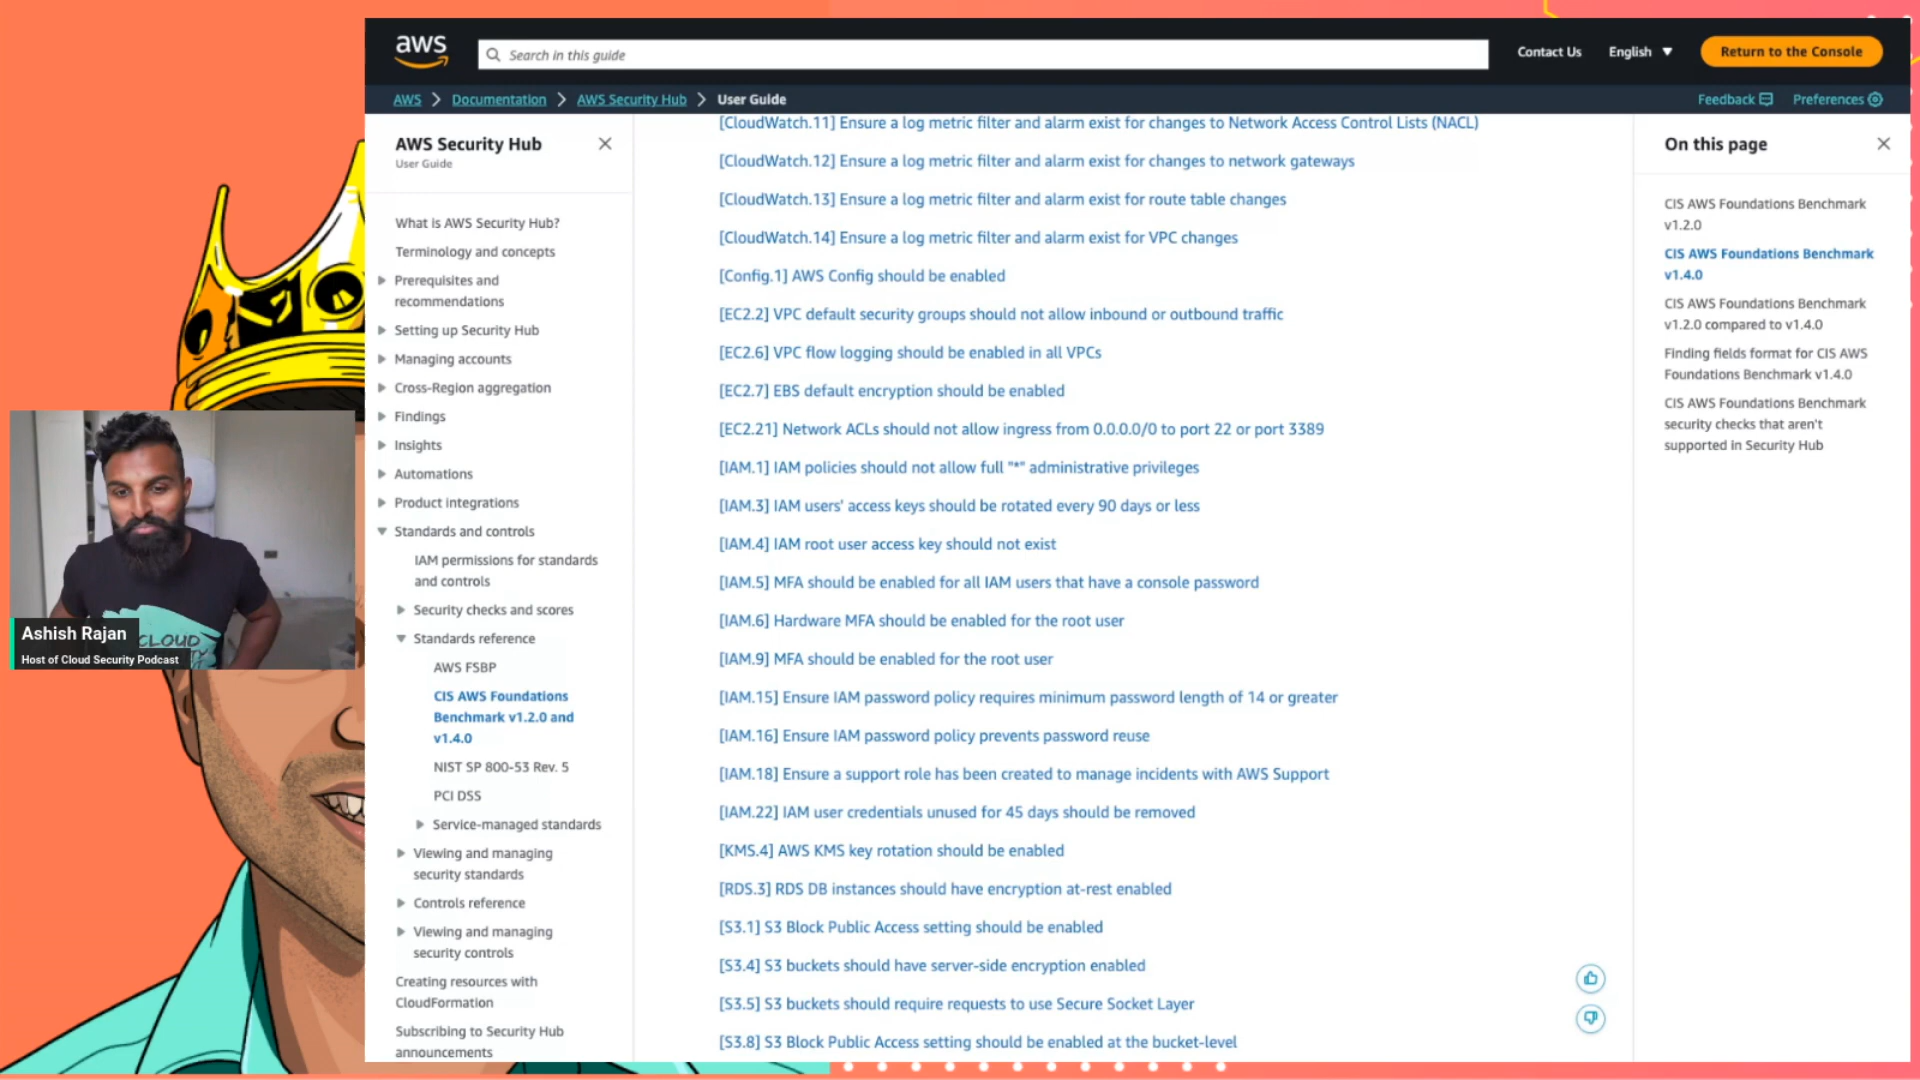 aws
Search in this guide
Contact Us
English
Return to the Console
AWS
Documentation
AWS Security Hub
User Guide
Feedback
Preferences
AWS Security Hub
User Guide
What is AWS Security Hub?
Terminology and concepts
Prerequisites and
recommendations
Setting up Security Hub
Managing accounts
Cross-Region aggregation
Findings
Insights
Automations
Product integrations
Standards and controls
IAM permissions for standards
and controls
Security checks and scores
Standards reference
AWS FSBP
CIS AWS Foundations
Benchmark v1.2.0 and
v1.4.0
NIST SP 800-53 Rev. 5
PCI DSS
Service-managed standards
Viewing and managing
security standards
Controls reference
Viewing and managing
security controls
Creating resources with
CloudFormation
Subscribing to Security Hub
announcements
[CloudWatch.11] Ensure a log metric filter and alarm exist for changes to Network Access Control Lists (NACL)
[CloudWatch.12] Ensure a log metric filter and alarm exist for changes to network gateways
[CloudWatch.13] Ensure a log metric filter and alarm exist for route table changes
[CloudWatch.14] Ensure a log metric filter and alarm exist for VPC changes
[Config.1] AWS Config should be enabled
[EC2.2] VPC default security groups should not allow inbound or outbound traffic
[EC2.6] VPC flow logging should be enabled in all VPCs
[EC2.7] EBS default encryption should be enabled
[EC2.21] Network ACLs should not allow ingress from 0.0.0.0/0 to port 22 or port 3389
[IAM.1] IAM policies should not allow full "*" administrative privileges
[IAM.3] IAM users' access keys should be rotated every 90 days or less
[IAM.4] IAM root user access key should not exist
[IAM.5] MFA should be enabled for all IAM users that have a console password
[IAM.6] Hardware MFA should be enabled for the root user
[IAM.9] MFA should be enabled for the root user
[IAM.15] Ensure IAM password policy requires minimum password length of 14 or greater
[IAM.16] Ensure IAM password policy prevents password reuse
[IAM.18] Ensure a support role has been created to manage incidents with AWS Support
[IAM.22] IAM user credentials unused for 45 days should be removed
[KMS.4] AWS KMS key rotation should be enabled
[RDS.3] RDS DB instances should have encryption at-rest enabled
[S3.1] S3 Block Public Access setting should be enabled
[S3.4] S3 buckets should have server-side encryption enabled
[S3.5] S3 buckets should require requests to use Secure Socket Layer
[S3.8] S3 Block Public Access setting should be enabled at the bucket-level
On this page
CIS AWS Foundations Benchmark
v1.2.0
CIS AWS Foundations Benchmark
v1.4.0
CIS AWS Foundations Benchmark
v1.2.0 compared to v1.4.0
Finding fields format for CIS AWS
Foundations Benchmark v1.4.0
CIS AWS Foundations Benchmark
security checks that aren't
supported in Security Hub
CLOUD
Ashish Rajan
Host of Cloud Security Podcast